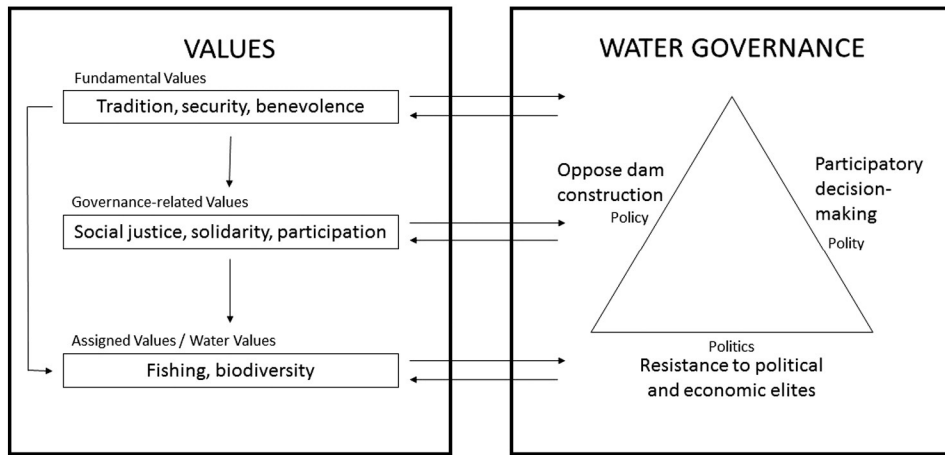 VALUES
Fundamental Values
Tradition, security, benevolence
Governance-related Values
Social justice, solidarity, participation
Assigned Values / Water Values
Fishing, biodiversity
WATER GOVERNANCE
Oppose dam
construction
Policy
Participatory
decision-
making
Polity
Politics
Resistance to political
and economic elites